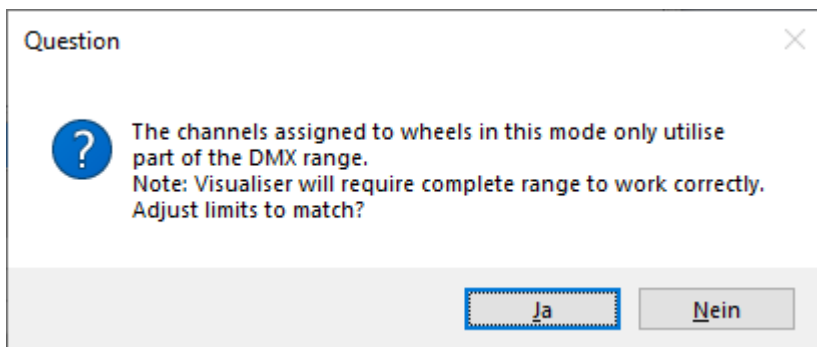 Question
The channels assigned to wheels in this mode only utilise
part of the DMX range.
Note: Visualiser will require complete range to work correctly.
Adjust limits to match?
Ja
Nein